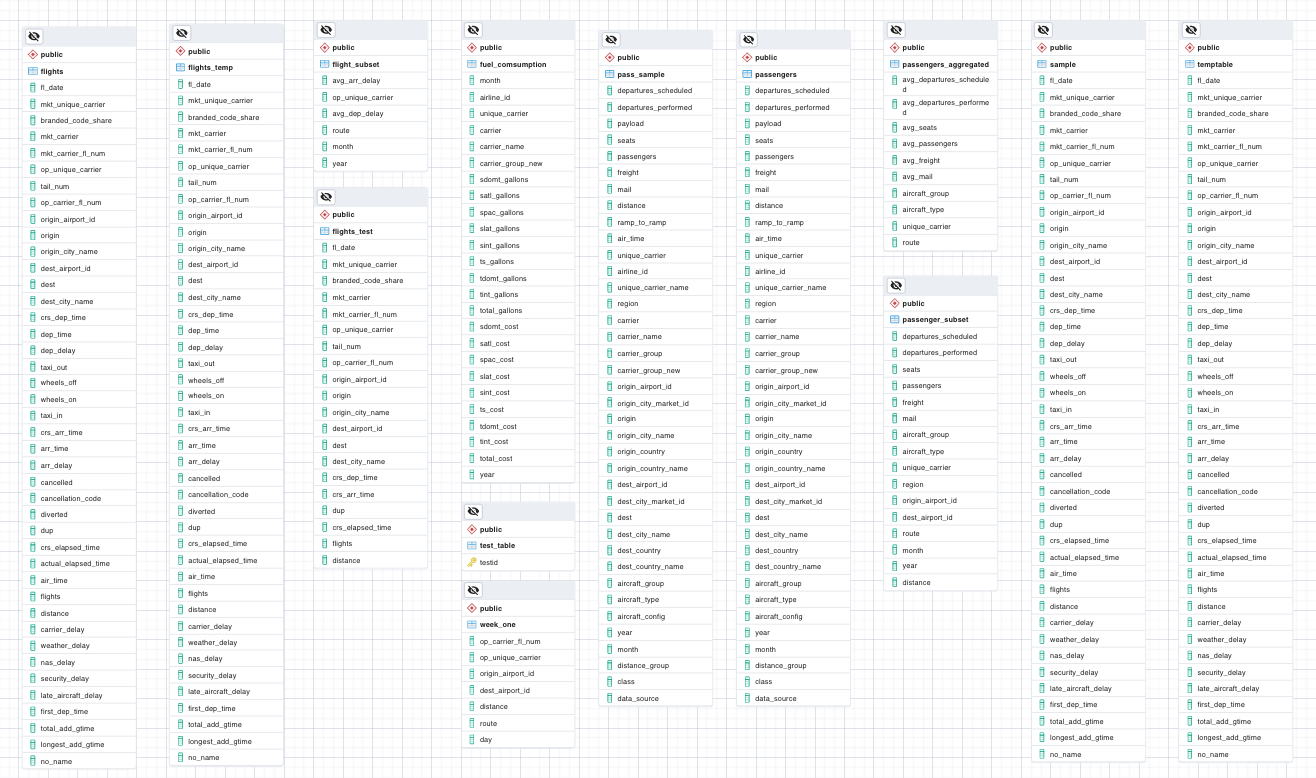 public
flights
fl_date
mkt_unique_carrier
branded_code_share
mkt_carrier
mkt_carrier_fl_num
op_unique_carrier
tail_num
op_carrier_fl_num
origin_airport_id
origin
origin_city_name
dest_airport_id
dest
dest_city_name
crs_dep_time
dep_time
dep_delay
taxi_out
wheels_off
wheels_on
taxi_in
crs_arr_time
arr_time
arr_delay
cancelled
cancellation_code
diverted
dup
crs_elapsed_time
actual_elapsed_time
air_time
flights
distance
carrier_delay
weather_delay
nas_delay
security_delay
late_aircraft_delay
first_dep_time
total_add_gtime
longest_add_gtime
no_name
public
flights_temp
fl_date
mkt_unique_carrier
branded_code_share
mkt_carrier
mkt_carrier_fl_num
op_unique_carrier
tail_num
op_carrier_fl_num
origin_airport_id
origin
origin_city_name
dest_airport_id
dest
dest_city_name
crs_dep_time
dep_time
dep_delay
taxi_out
wheels_off
wheels_on
taxi_in
crs_arr_time
arr_time
arr_delay
cancelled
cancellation_code
diverted
dup
crs_elapsed_time
actual_elapsed_time
air_time
flights
distance
carrier_delay
weather_delay
nas_delay
security_delay
late_aircraft_delay
first_dep_time
total_add_gtime
longest_add_gtime
no_name
public
flight_subset
avg_arr_delay
op_unique_carrier
avg_dep_delay
route
month
year
public
flights_test
fl_date
mkt_unique_carrier
branded_code_share
mkt_carrier
mkt_carrier_fl_num
op_unique_carrier
tail_num
op_carrier_fl_num
origin_airport_id
origin
origin_city_name
dest_airport_id
dest
dest_city_name
crs_dep_time
crs_arr_time
dup
crs_elapsed_time
flights
distance
public
fuel_comsumption
month
airline_id
unique_carrier
carrier
carrier_name
carrier_group_new
sdomt_gallons
satl_gallons
spac_gallons
slat_gallons
sint_gallons
ts_gallons
tdomt_gallons
tint_gallons
total_gallons
sdomt_cost
satl_cost
spac_cost
slat_cost
sint_cost
ts_cost
tdomt_cost
tint_cost
total_cost
year
public
test_table
testid
public
week_one
op_carrier_fl_num
op_unique_carrier
origin_airport_id
dest_airport_id
distance
route
day
public
pass_sample
departures_scheduled
departures_performed
payload
seats
passengers
freight
mail
distance
ramp_to_ramp
air_time
unique_carrier
airline_id
unique_carrier_name
region
carrier
carrier_name
carrier_group
carrier_group_new
origin_airport_id
origin_city_market_id
origin
origin_city_name
origin_country
origin_country_name
dest_airport_id
dest_city_market_id
dest
dest_city_name
dest_country
dest_country_name
aircraft_group
aircraft_type
aircraft_config
year
month
distance_group
class
data_source
public
passengers
departures_scheduled
departures_performed
payload
seats
passengers
freight
mail
distance
ramp_to_ramp
air_time
unique_carrier
airline_id
unique_carrier_name
region
carrier
carrier_name
carrier_group
carrier_group_new
origin_airport_id
origin_city_market_id
origin
origin_city_name
origin_country
origin_country_name
dest_airport_id
dest_city_market_id
dest
dest_city_name
dest_country
dest_country_name
aircraft_group
aircraft_type
aircraft_config
year
month
distance_group
class
data_source
public
passengers_aggregated
avg_departures_schedule
d
avg_departures_performe
d
avg_seats
avg_passengers
avg_freight
avg_mail
aircraft_group
aircraft_type
unique_carrier
route
public
passenger_subset
departures_scheduled
departures_performed
seats
passengers
freight
mail
aircraft_group
aircraft_type
unique_carrier
region
origin_airport_id
dest_airport_id
route
month
year
distance
public
sample
fl_date
mkt_unique_carrier
branded_code_share
mkt_carrier
mkt_carrier_fl_num
op_unique_carrier
tail_num
op_carrier_fl_num
origin_airport_id
origin
origin_city_name
dest_airport_id
dest
dest_city_name
crs_dep_time
dep_time
dep_delay
taxi_out
wheels_off
wheels_on
taxi_in
crs_arr_time
arr_time
arr_delay
cancelled
cancellation_code
diverted
dup
crs_elapsed_time
actual_elapsed_time
air_time
flights
distance
carrier_delay
weather_delay
nas_delay
security_delay
late_aircraft_delay
first_dep_time
total_add_gtime
longest_add_gtime
no_name
public
temptable
fl_date
mkt_unique_carrier
branded_code_share
mkt_carrier
mkt_carrier_fl_num
op_unique_carrier
tail_num
op_carrier_fl_num
origin_airport_id
origin
origin_city_name
dest_airport_id
dest
dest_city_name
crs_dep_time
dep_time
dep_delay
taxi_out
wheels_off
wheels_on
taxi_in
crs_arr_time
arr_time
arr_delay
cancelled
cancellation_code
diverted
dup
crs_elapsed_time
actual_elapsed_time
air_time
flights
distance
carrier_delay
weather_delay
nas_delay
security_delay
late_aircraft_delay
first_dep_time
total_add_gtime
longest_add_gtime
no_name